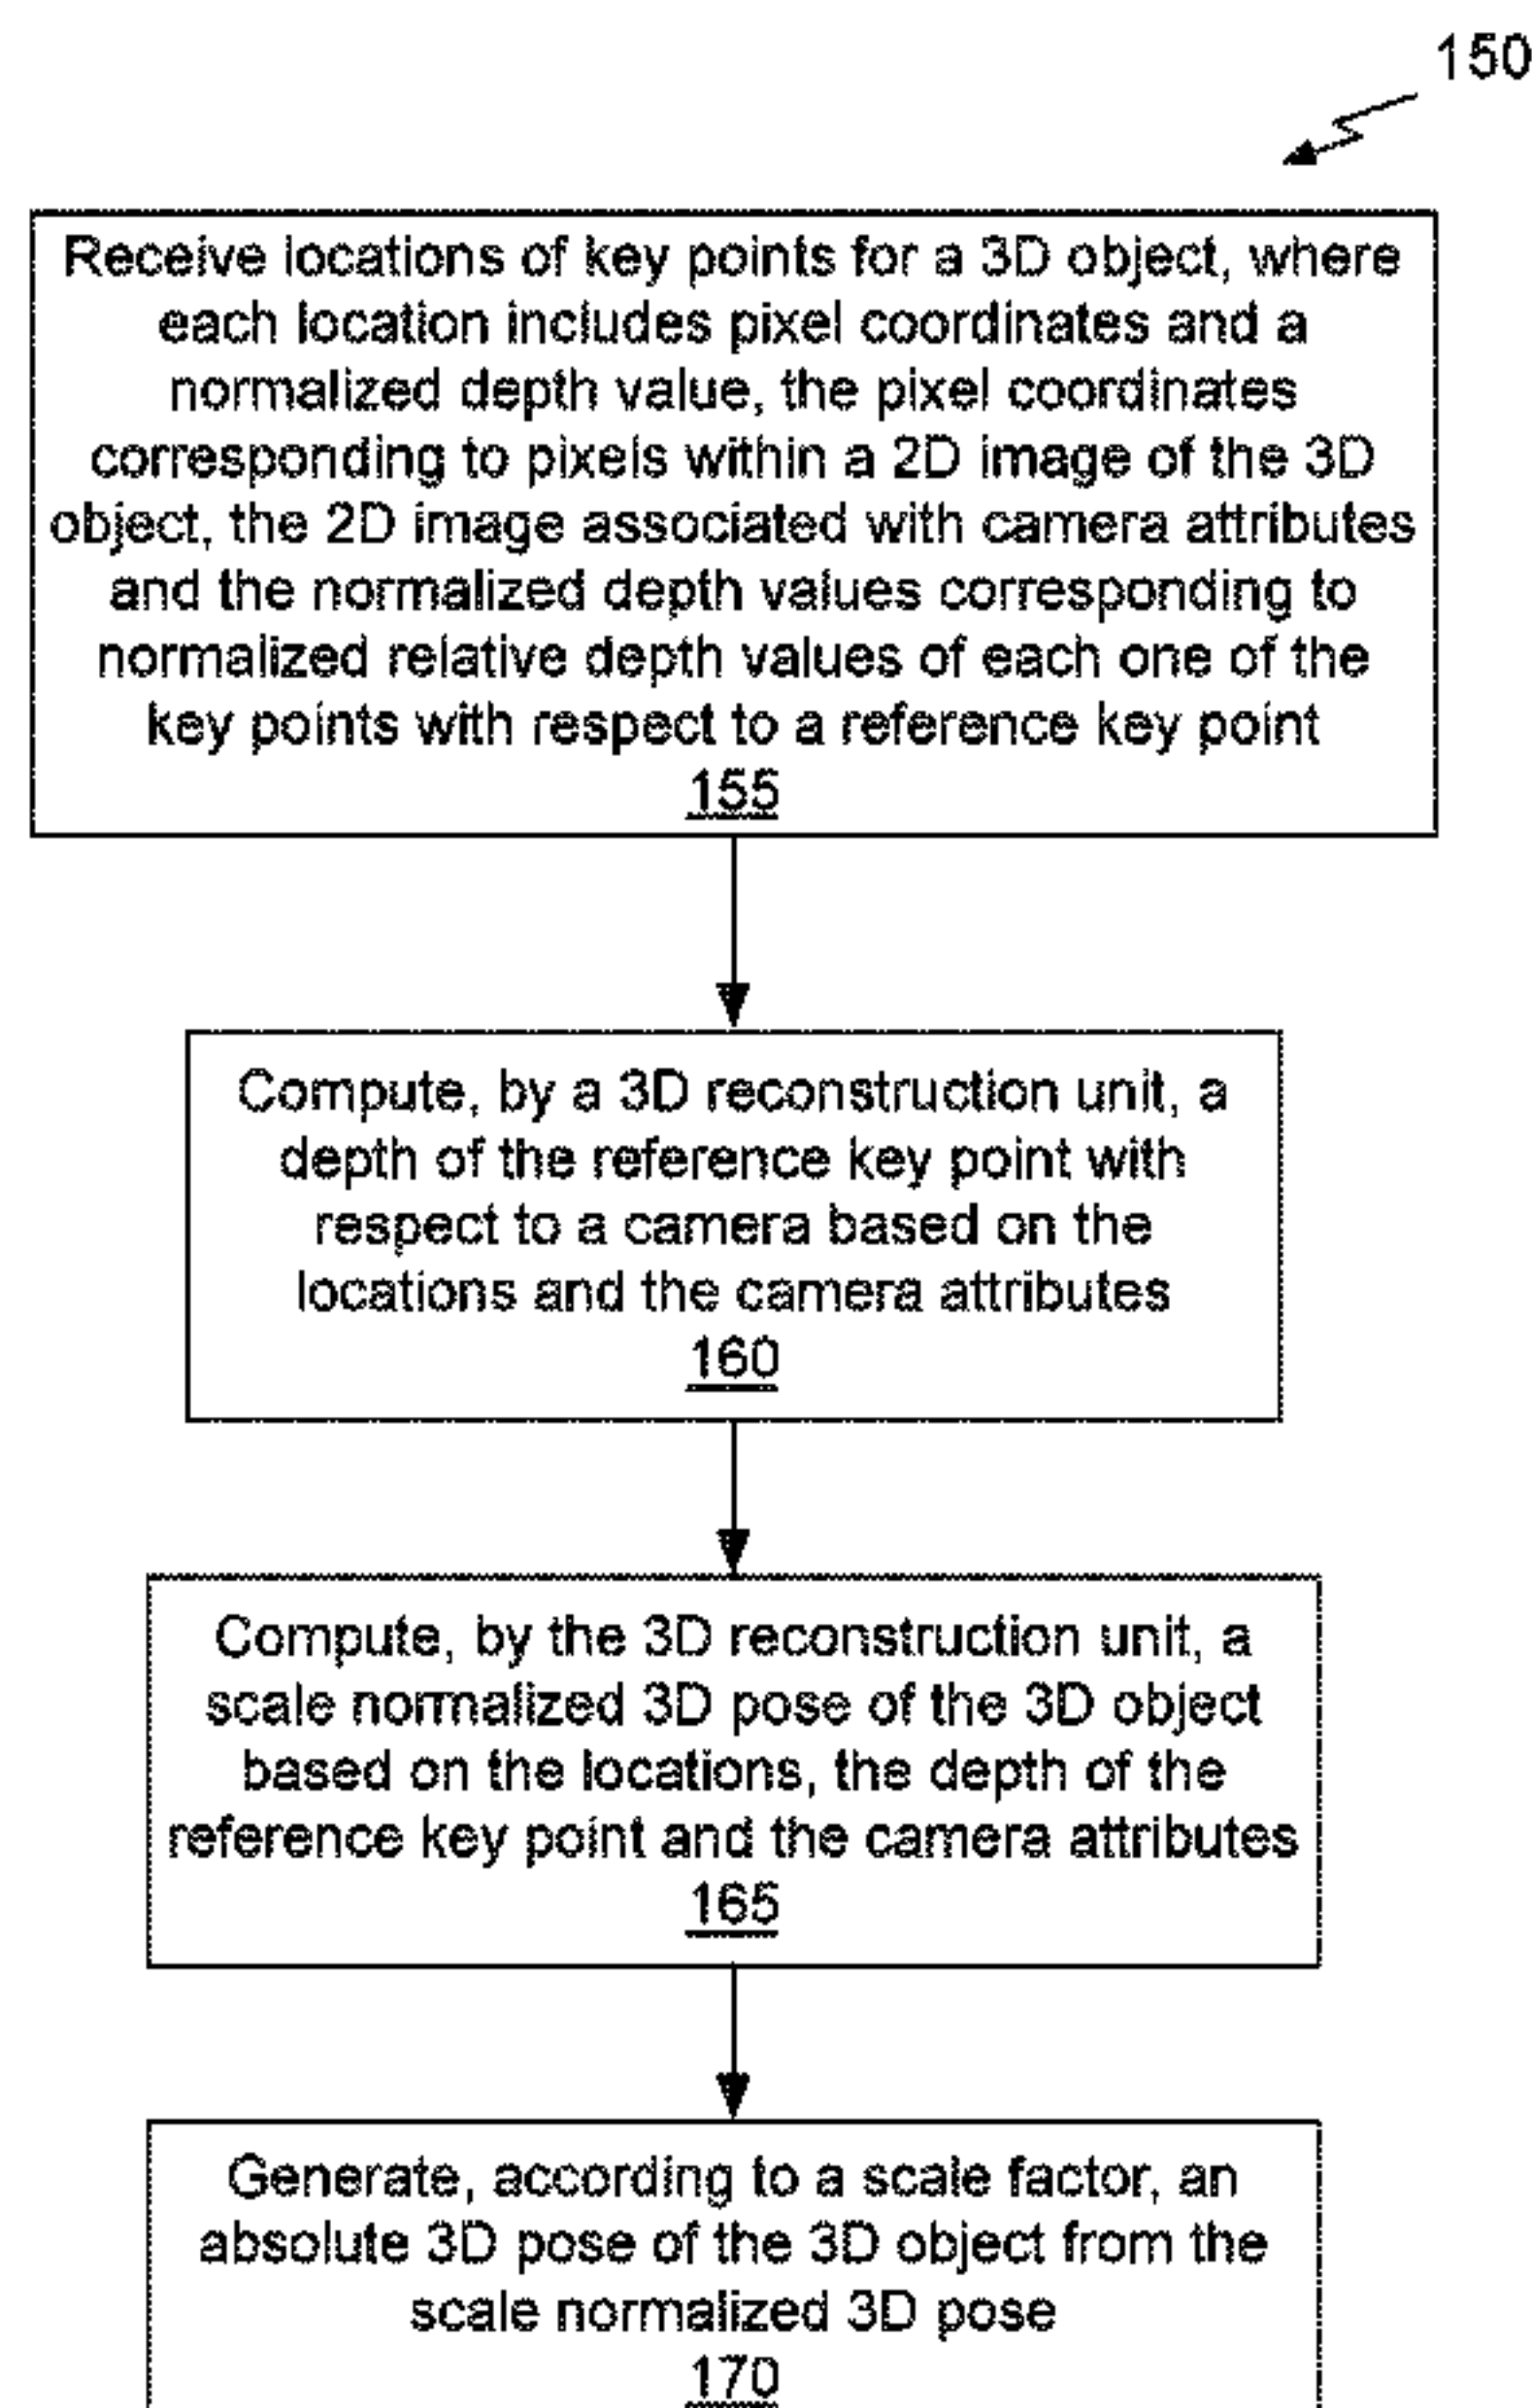 150
Receive locations of key points for a 3D object, where
each location includes pixel coordinates and a
normalized depth value, the pixel coordinates
corresponding to pixels within a 2D image of the 3D
object, the 2D image associated with camera attributes
and the normalized depth values corresponding to
normalized relative depth values of each one of the
key points with respect to a reference key point
155
Compute, by a 3D reconstruction unit, a
depth of the reference key point with
respect to a camera based on the
locations and the camera attributes
160
Compute, by the 3D reconstruction unit, a
scale normalized 3D pose of the 3D object
based on the locations, the depth of the
reference key point and the camera attributes
165
Generate, according to a scale factor, an
absolute 3D pose of the 3D object from the
scale normalized 3D pose
170